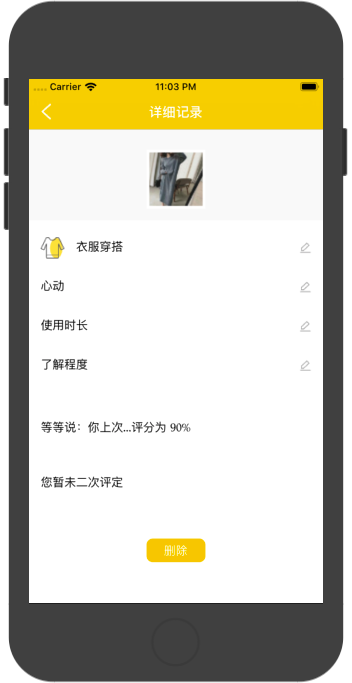 Carrier 11:03 PM
详细记录
衣服穿搭
心动
使用时长
了解程度
等等说：你上次...评分为 90%
您暂未二次评定
删除